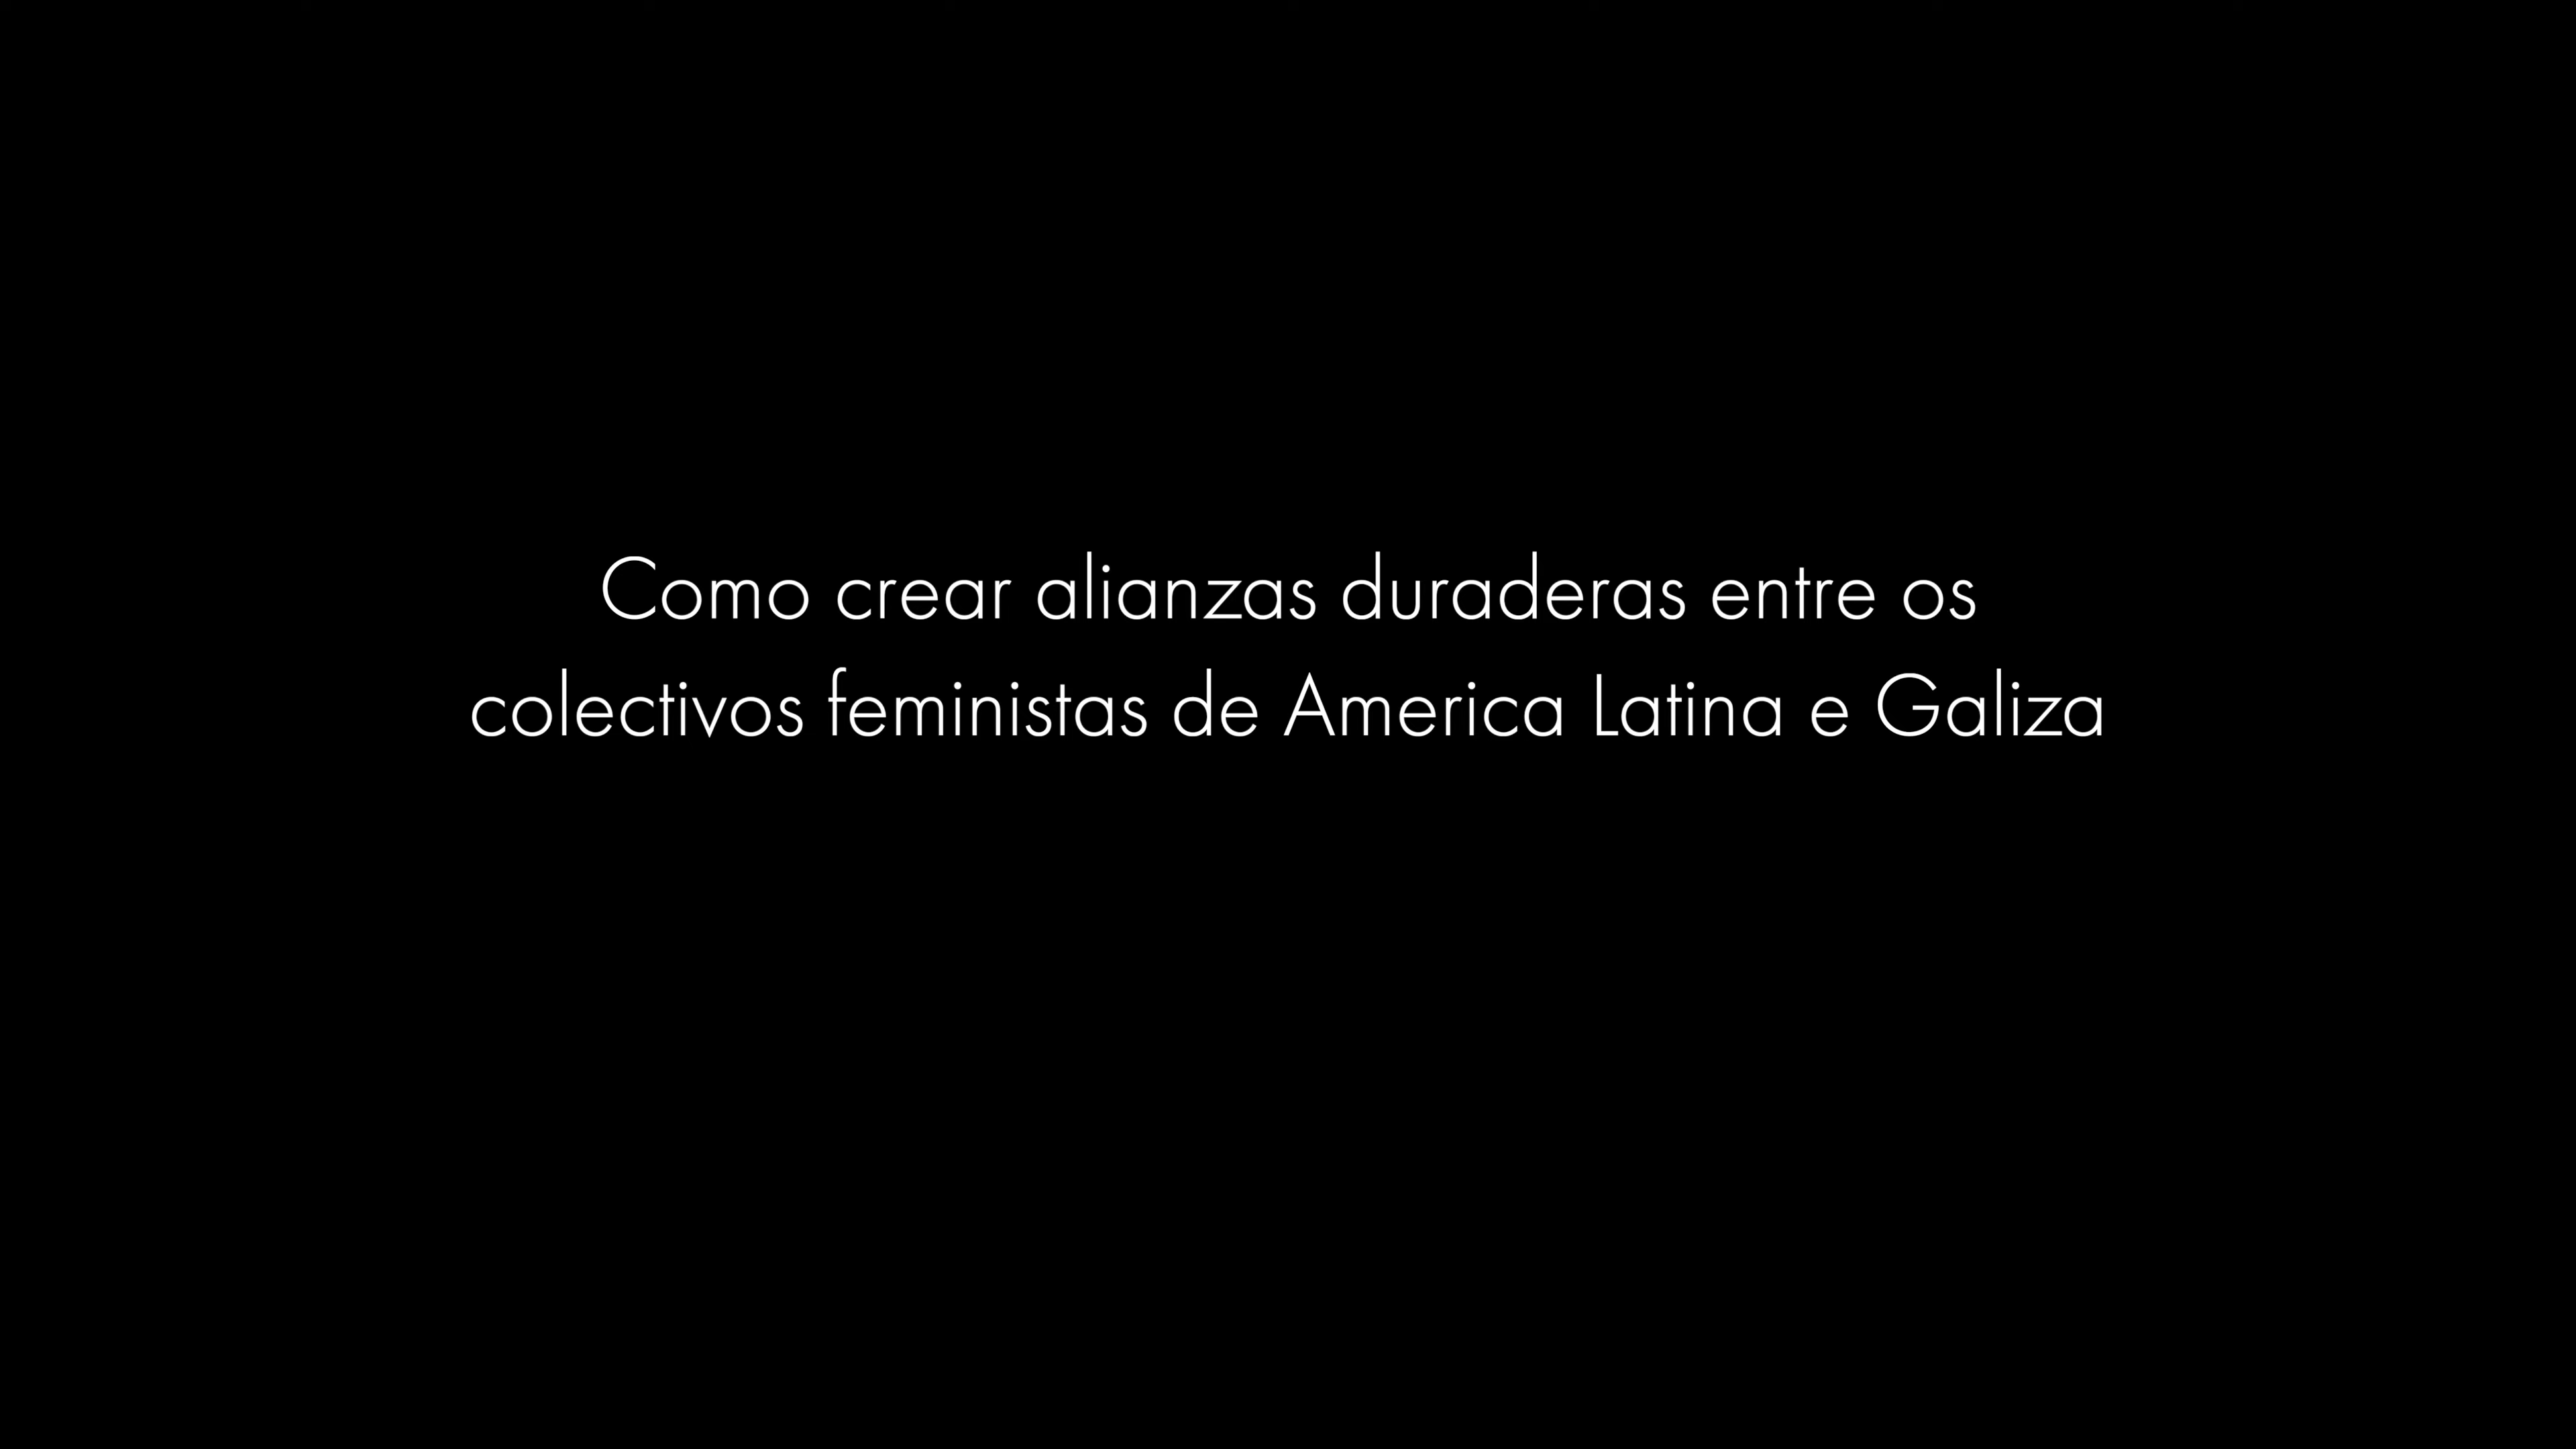 Como crear alianzas duraderas entre os
colectivos feministas de America Latina e Galiza